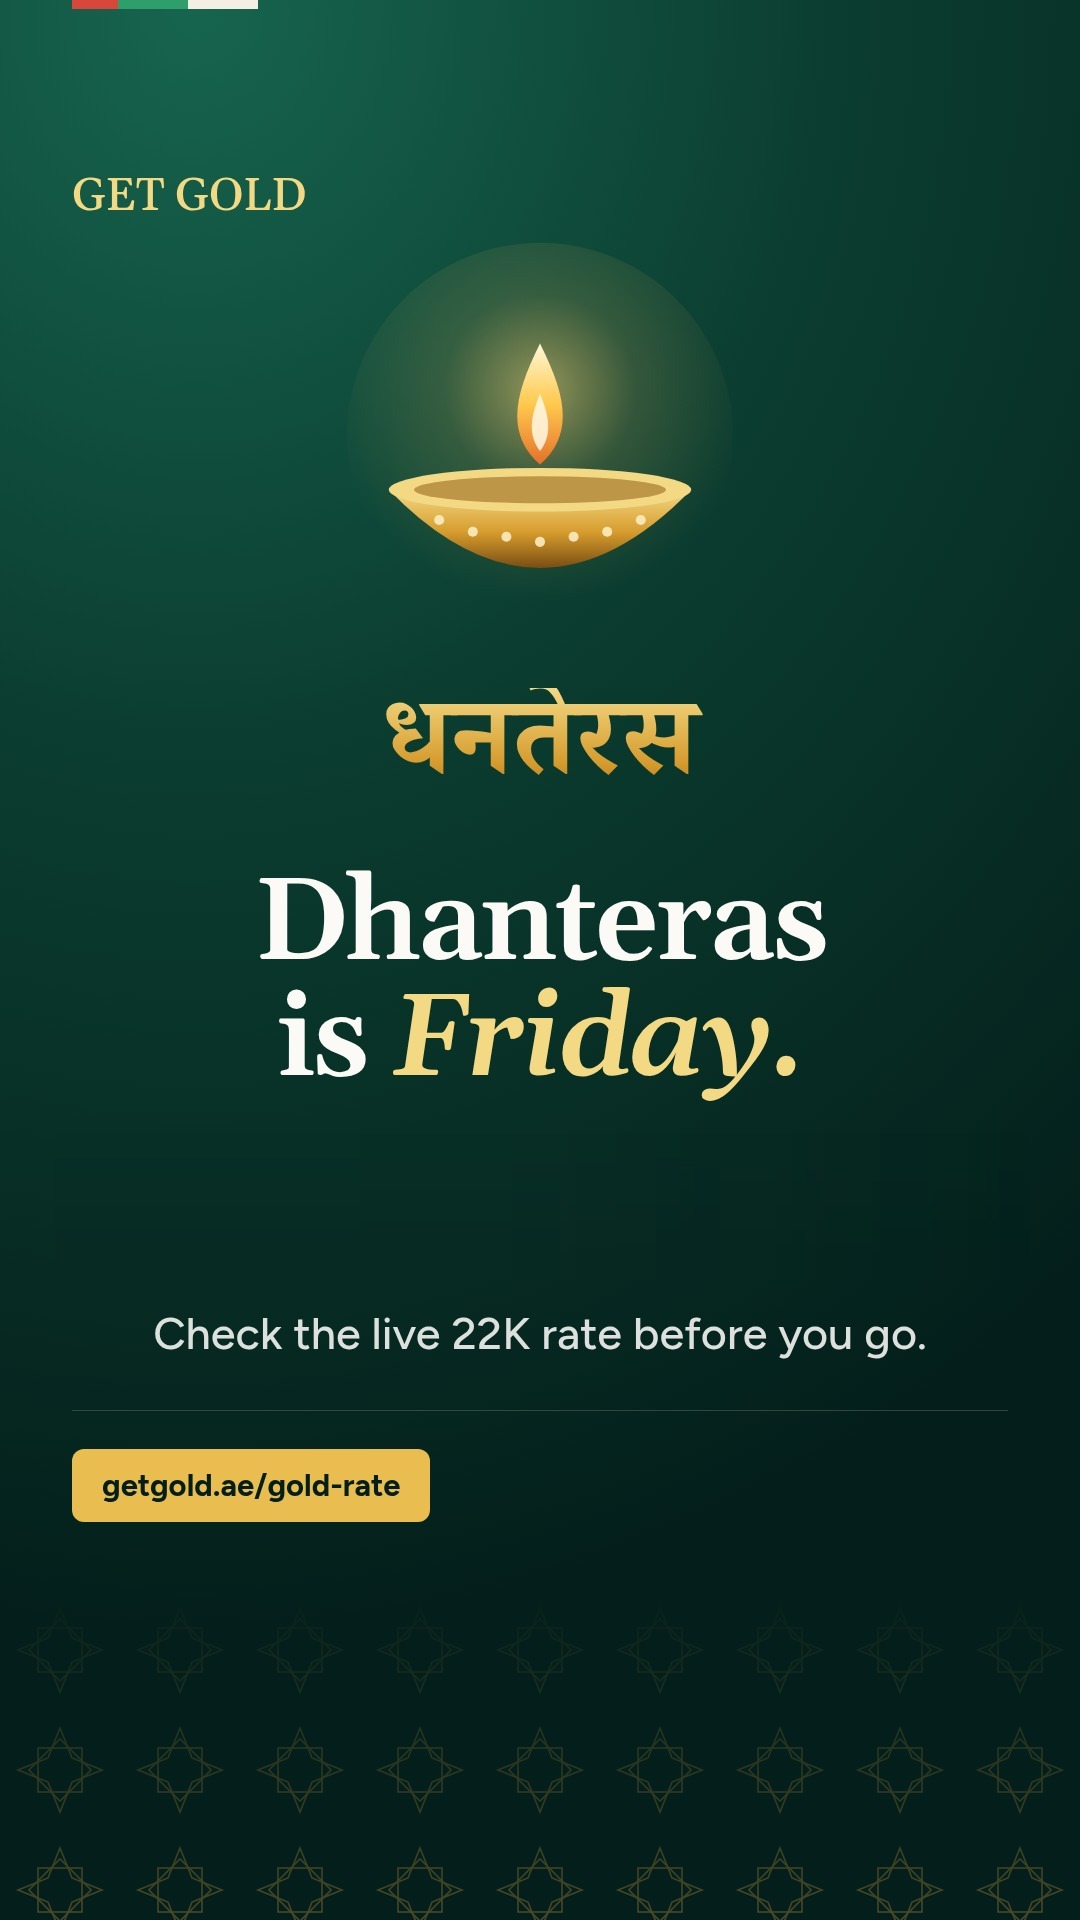 GET GOLD
धनतेरस
Dhanteras
is Friday.
Check the live 22K rate before you go.
getgold.ae/gold-rate